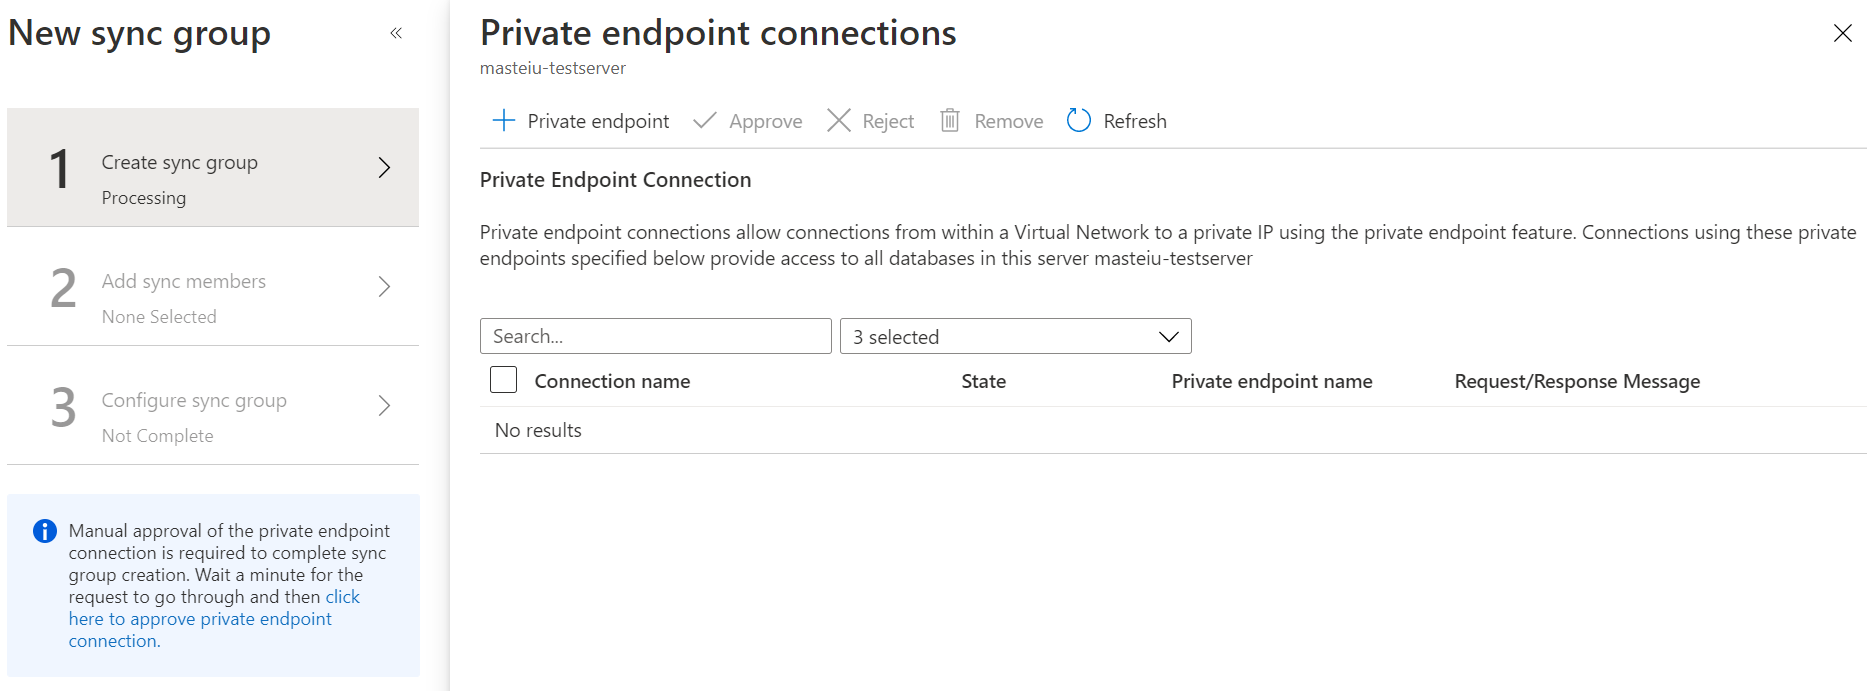 New sync group
«
1
Create sync group
Processing
2
Add sync members
None Selected
3
Configure sync group
Not Complete
Manual approval of the private endpoint
connection is required to complete sync
group creation. Wait a minute for the
request to go through and then click
here to approve private endpoint
connection.
Private endpoint connections
masteiu-testserver
Private endpoint Approve Reject Remove Refresh
Private Endpoint Connection
Private endpoint connections allow connections from within a Virtual Network to a private IP using the private endpoint feature. Connections using these private
endpoints specified below provide access to all databases in this server masteiu-testserver
Search... 3 selected
Connection name State Private endpoint name Request/Response Message
No results